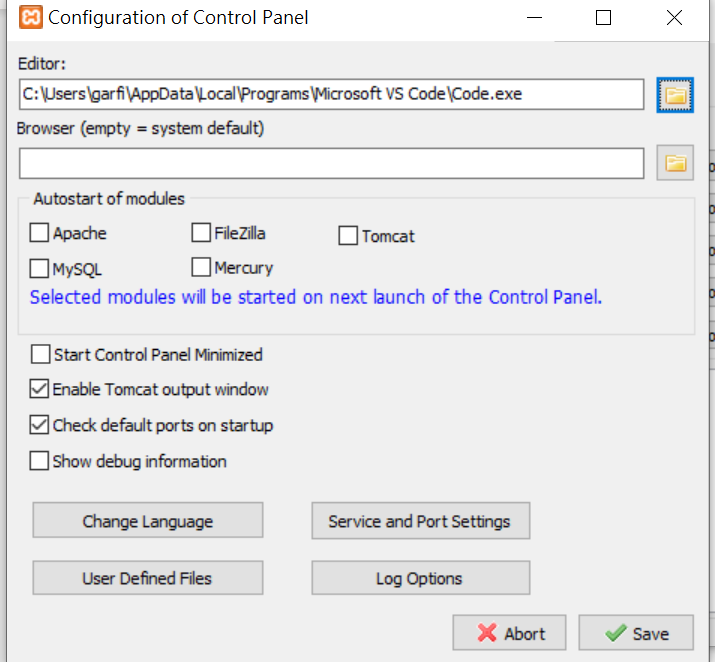 Configuration of Control Panel
Editor:
C:\Users\garfi\AppData\Local\Programs\Microsoft VS Code\Code.exe
Browser (empty = system default)
Autostart of modules
Apache FileZilla Tomcat
MySQL Mercury
Selected modules will be started on next launch of the Control Panel.
Start Control Panel Minimized
Enable Tomcat output window
Check default ports on startup
Show debug information
Change Language Service and Port Settings
User Defined Files Log Options
Abort Save